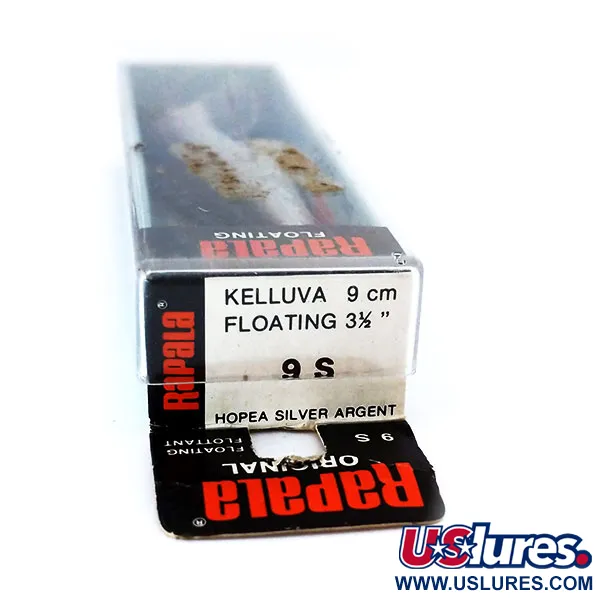 RAPALA
FLOATING
RAPALA ®
KELLUVA 9 cm
FLOATING 3½ ”
9 S
HOPEA SILVER ARGENT
9 S
FLOATING
FLOTTANT
ORIGINAL
RAPALA ®
USlures.
WWW.USLURES.COM